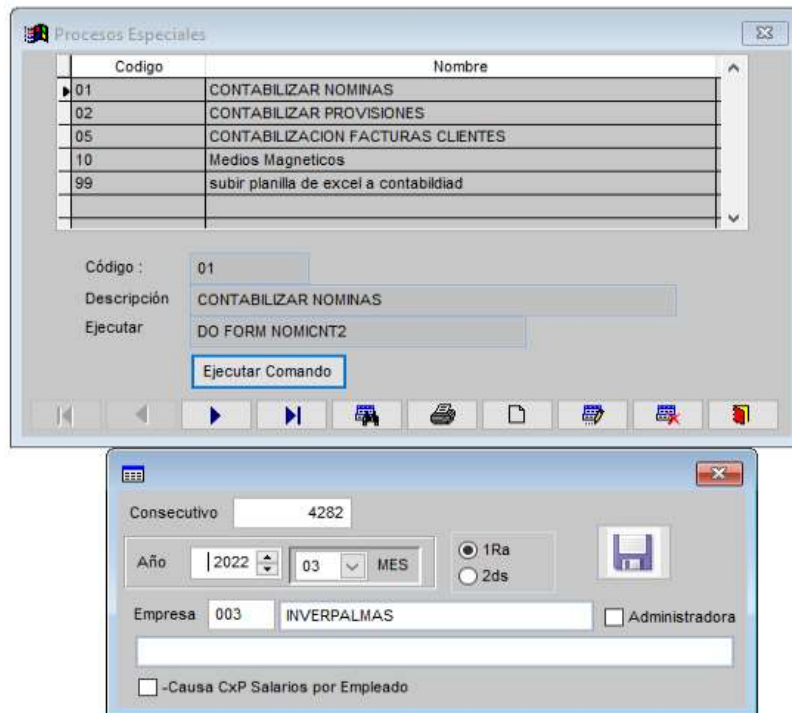 Procesos Especiales
Codigo Nombre
01 CONTABILIZAR NOMINAS
02 CONTABILIZAR PROVISIONES
05 CONTABILIZACION FACTURAS CLIENTES
10 Medios Magneticos
99 subir planilla de excel a contabildiad
Código : 01
Descripción CONTABILIZAR NOMINAS
Ejecutar DO FORM NOMICNT2
Ejecutar Comando
Consecutivo 4282
Año 2022 03 MES 1Ra
2ds
Empresa 003 INVERPALMAS Administradora
-Causa CxP Salarios por Empleado